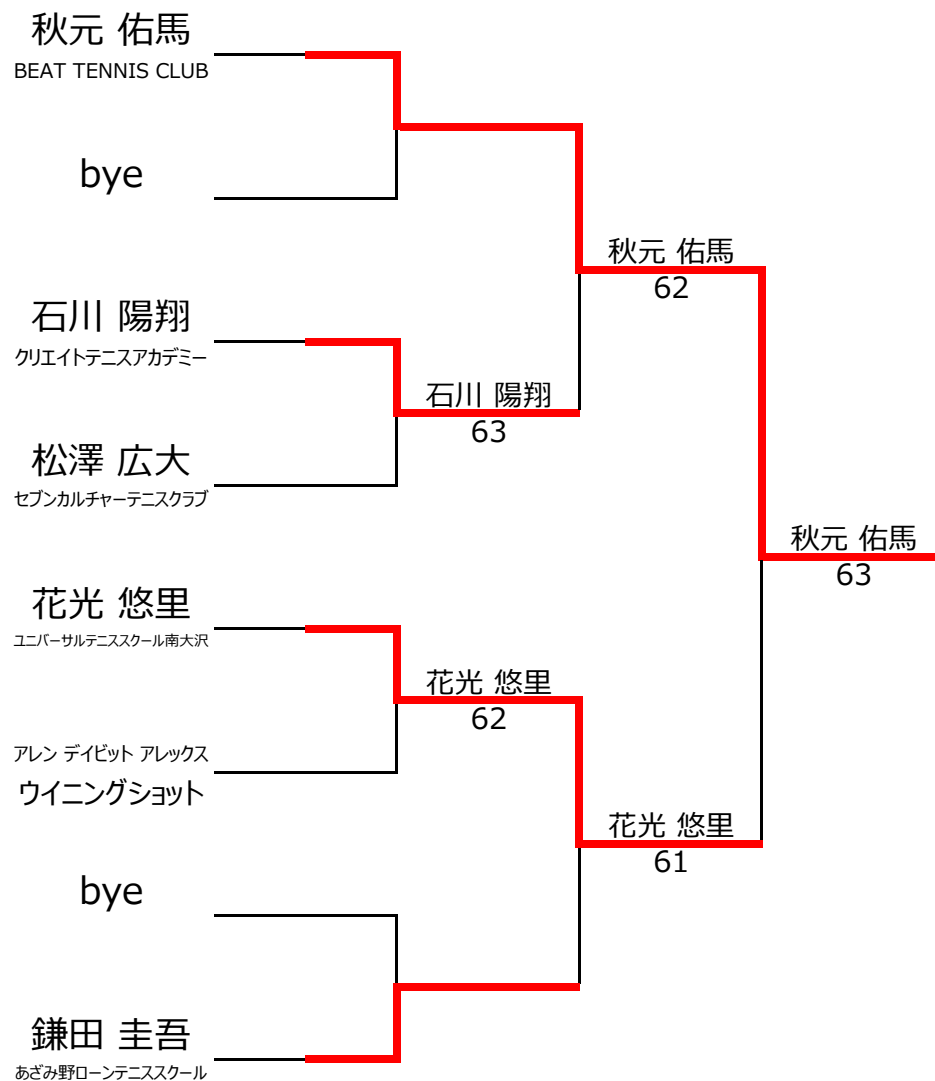 秋元 佑馬
BEAT TENNIS CLUB
bye
秋元 佑馬
62
石川 陽翔
クリエイトテニスアカデミー
石川 陽翔
63
松澤 広大
セブンカルチャーテニスクラブ
秋元 佑馬
63
花光 悠里
ユニバーサルテニススクール南大沢
花光 悠里
62
アレン デイビット アレックス
ウイニングショット
花光 悠里
61
bye
鎌田 圭吾
あざみ野ローンテニススクール